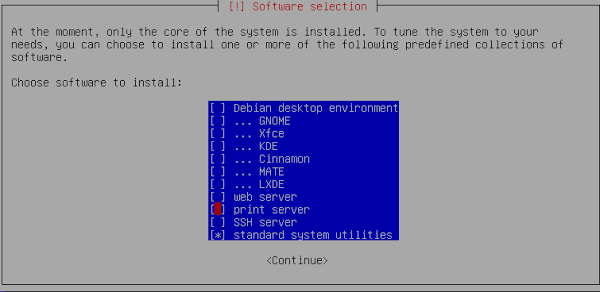 [!] Software selection
At the moment, only the core of the system is installed. To tune the system to your
needs, you can choose to install one or more of the following predefined collections of
software.
Choose software to install:
[ ] Debian desktop environment
[ ] ... GNOME
[ ] ... Xfce
[ ] ... KDE
[ ] ... Cinnamon
[ ] ... MATE
[ ] ... LXDE
[ ] web server
[ ] print server
[ ] SSH server
[*] standard system utilities
<Continue>